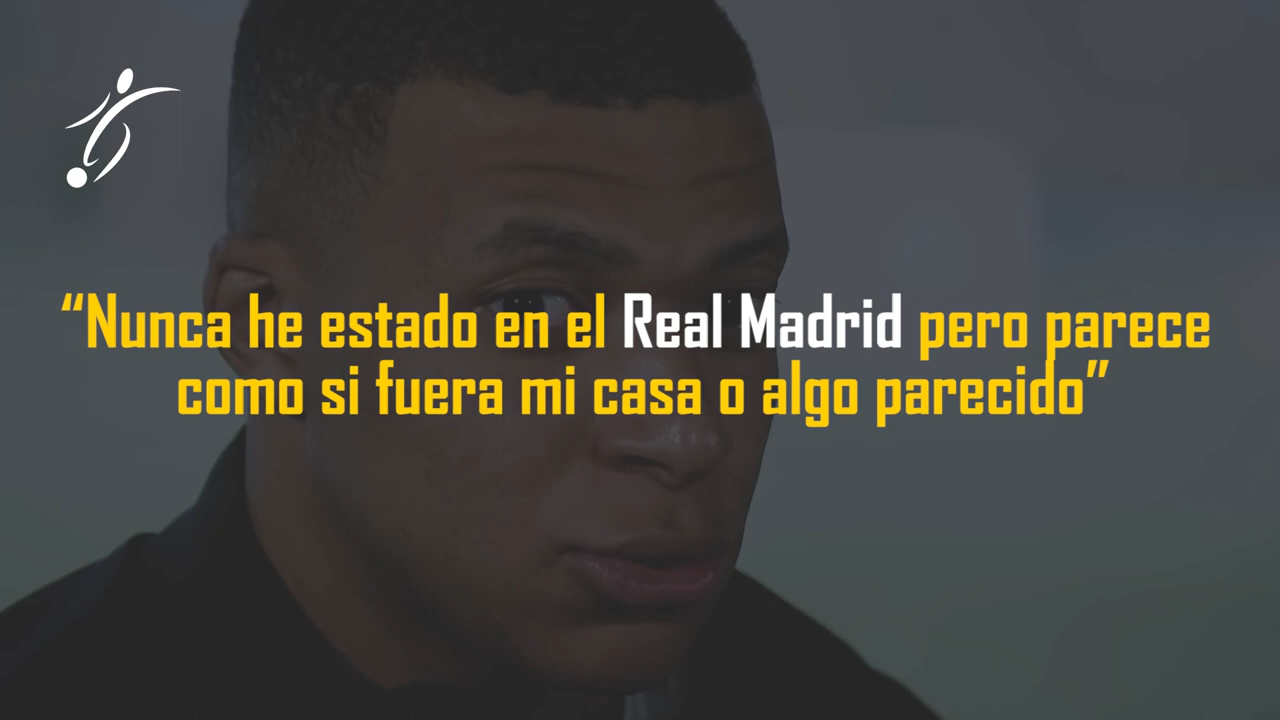 “Nunca he estado en el Real Madrid pero parece
como si fuera mi casa o algo parecido”